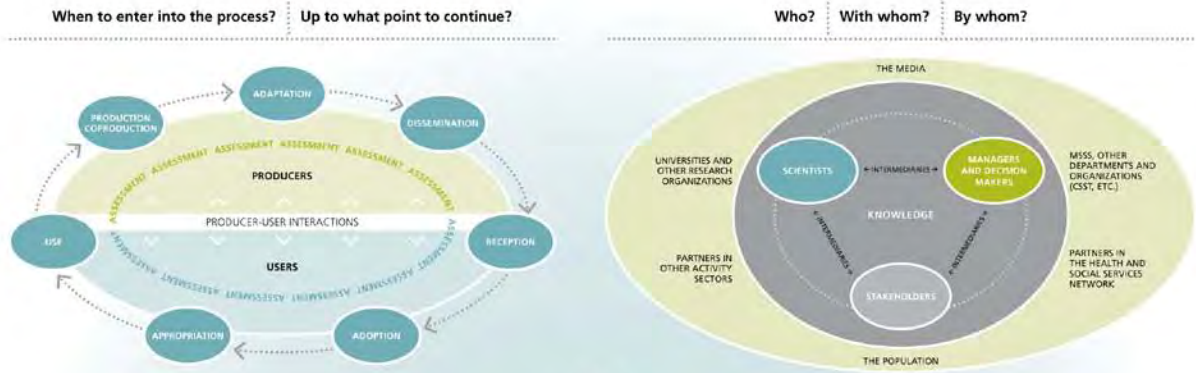 When to enter into the process?
Up to what point to continue?
ADAPTATION
PRODUCTION
COPRODUCTION
DISSEMINATION
ASSESSMENT ASSESSMENT ASSESSMENT ASSESSMENT ASSESSMENT ASSESSMENT
PRODUCERS
PRODUCER-USER INTERACTIONS
USE
RECEPTION
USERS
ASSESSMENT ASSESSMENT ASSESSMENT ASSESSMENT ASSESSMENT ASSESSMENT
APPROPRIATION
ADOPTION
Who?
With whom?
By whom?
THE MEDIA
UNIVERSITIES AND
OTHER RESEARCH
ORGANIZATIONS
SCIENTISTS
INTERMEDIARIES
MANAGERS
AND DECISION
MAKERS
MSSS, OTHER
DEPARTMENTS AND
ORGANIZATIONS
(CSST, ETC.)
KNOWLEDGE
INTERMEDIARIES
INTERMEDIARIES
PARTNERS IN
OTHER ACTIVITY
SECTORS
PARTNERS IN
THE HEALTH AND
SOCIAL SERVICES
NETWORK
STAKEHOLDERS
THE POPULATION